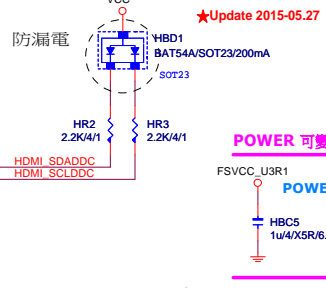 VCC
★Update 2015-05.27
防漏電
HBD1
BAT54A/SOT23/200mA
SOT23
HR2
2.2K/4/1
HR3
2.2K/4/1
HDMI_SDADDC
HDMI_SCLDDC
POWER 可
FSVCC_U3R1
POWE
HBC5
1u/4/X5R/6.